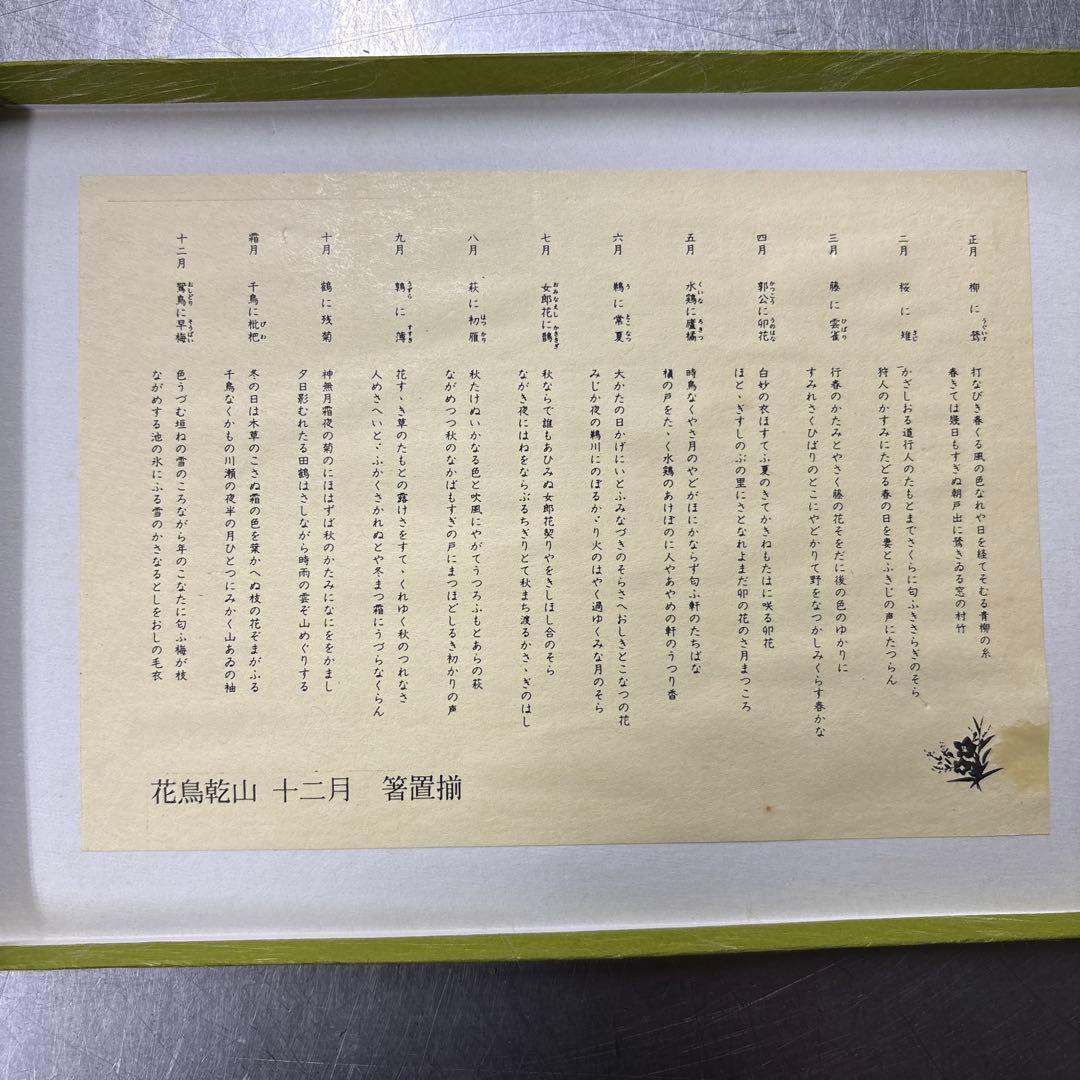 正月　柳に鶯
打なびき春くる風の色なれや日を経てそむる青柳の糸
春きては幾日もすぎぬ朝戸出に鶯きゐる窓の村竹
二月　桜に雉
かざしおる道行人のたもとまでさくらに匂ふきさらぎのそら
狩人のかすみにたどる春の日を妻どふきじの声にたつらん
三月　藤に雲雀
行春のかたみとやさく藤の花そをだに後の色のゆかりに
すみれさくひばりのとこにやどかりて野をなつかしみくらす春かな
四月　郭公に卯花
白妙の衣ほすてふ夏のきてかきねもたはに咲る卯花
ほとゝぎすしのぶの里にさとなれよまだ卯の花のさ月まつころ
五月　水鶏に廬橘
時鳥なくやさ月のやどがほにかならず匂ふ軒のたちばな
槇の戸をたゝく水鶏のあけぼのに人やあやめの軒のうつり香
六月　鵜に常夏
大かたの日かげにいとふみなづきのそらさへおしきとこなつの花
みじか夜の鵜川にのぼるかゞり火のはやく過ゆくみな月のそら
七月　女郎花に鵲
秋ならで誰もあひみぬ女郎花契りやをきしほし合のそら
ながき夜にはねをならぶるちぎりとて秋まち渡るかさゝぎのはし
八月　萩に初雁
秋たけぬいかなる色と吹風にやがてうつろふもとあらの萩
ながめつつ秋のなかばもすぎの戸にまつほどしるき初かりの声
九月　鶉に薄
花すゝき草のたもとの露けさをすてゝくれゆく秋のつれなさ
人めさへいとゞふかくさかれぬとや冬まつ霜にうづらなくらん
十月　鶴に残菊
神無月霜夜の菊のにほはずば秋のかたみになにををかまし
夕日影むれたる田鶴はさしながら時雨の雲ぞ山めぐりする
霜月　千鳥に枇杷
冬の日は木草のこさぬ霜の色を葉かへぬ枝の花ぞまがふる
千鳥なくかもの川瀬の夜半の月ひとつにみかく山あゐの袖
十二月　鴛鳥に早梅
色うづむ垣ねの雪のころながら年のこなたに匂ふ梅が枝
ながめする池の氷にふる雪のかさなるとしをおしの毛衣
花鳥乾山 十二月　箸置揃